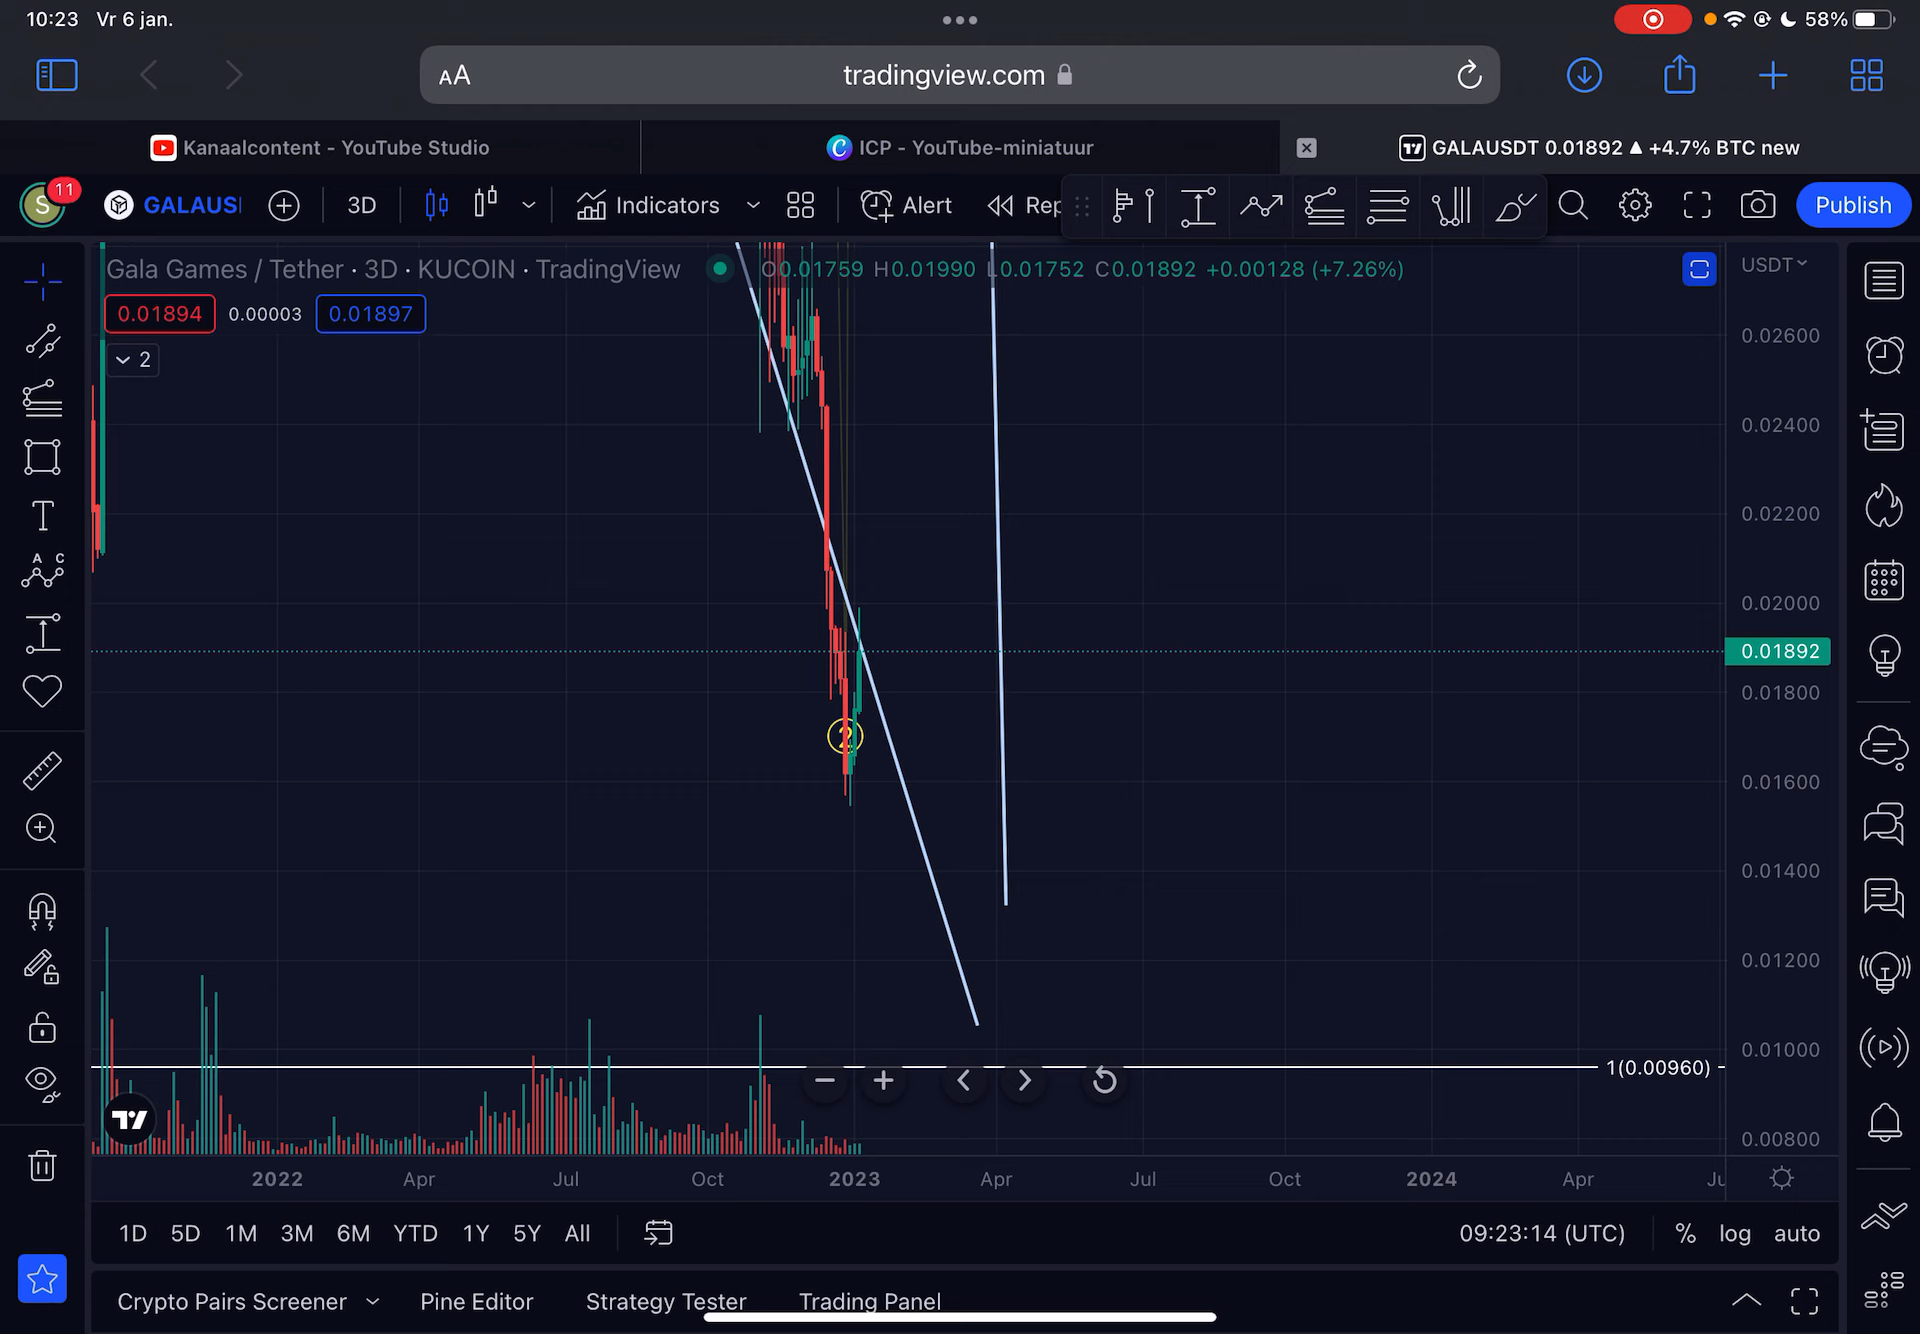 10:23 Vr 6 jan. 58%
AA tradingview.com
Kanaalcontent - YouTube Studio ICP - YouTube-miniatuur GALAUSDT 0.01892 ▲ +4.7% BTC new
S 11 GALAUS 3D Indicators Alert Rep Publish
Gala Games / Tether · 3D · KUCOIN · TradingView O0.01759 H0.01990 L0.01752 C0.01892 +0.00128 (+7.26%) USDT
0.01894 0.00003 0.01897
2
0.02600
0.02400
0.02200
0.02000
0.01892
0.01800
2
0.01600
0.01400
0.01200
0.01000
1(0.00960)
0.00800
2022 Apr Jul Oct 2023 Apr Jul Oct 2024 Apr Ju
1D 5D 1M 3M 6M YTD 1Y 5Y All 09:23:14 (UTC) % log auto
Crypto Pairs Screener Pine Editor Strategy Tester Trading Panel